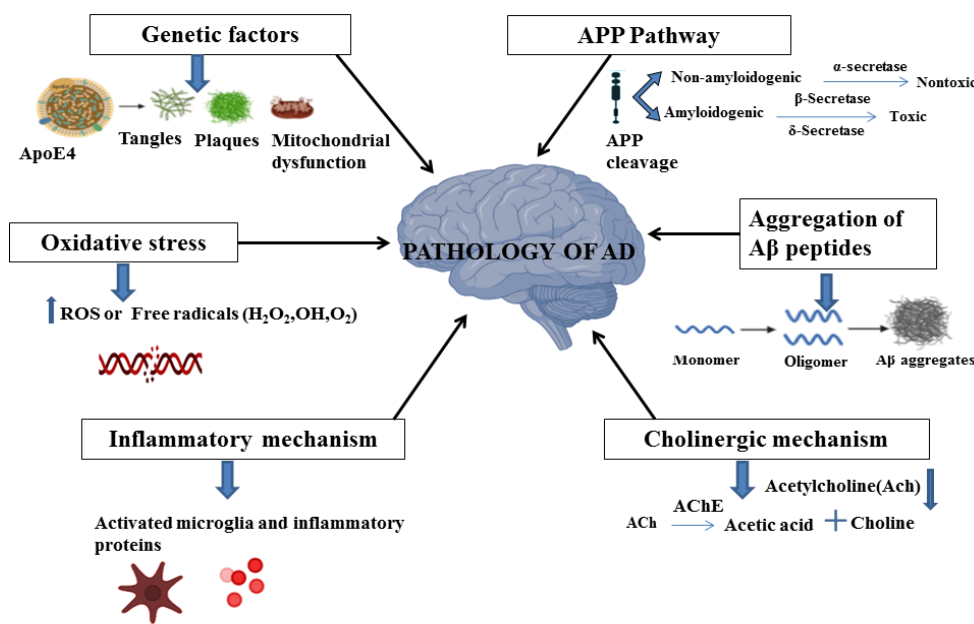 Genetic factors
ApoE4
Tangles
Plaques
Mitochondrial
dysfunction
APP Pathway
APP
cleavage
Non-amyloidogenic
α-secretase
Nontoxic
Amyloidogenic
β-Secretase
δ-Secretase
Toxic
Oxidative stress
ROS or Free radicals (H₂O₂,OH,O₂)
PATHOLOGY OF AD
Aggregation of
Aβ peptides
Monomer
Oligomer
Aβ aggregates
Inflammatory mechanism
Activated microglia and inflammatory
proteins
Cholinergic mechanism
Acetylcholine(Ach)
ACh
AChE
Acetic acid + Choline